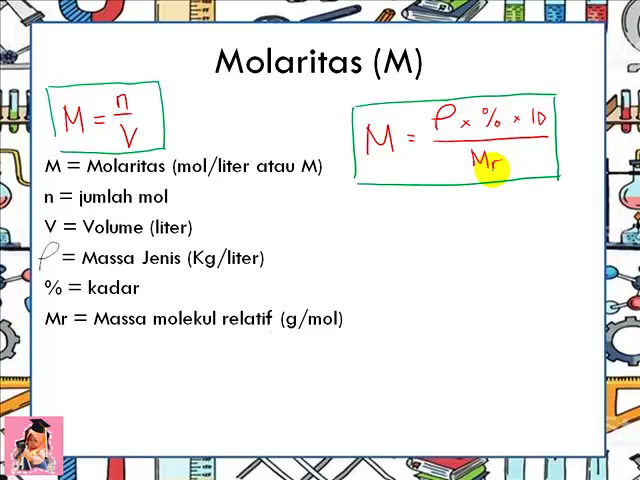 Molaritas (M)
M = n/V
M = ρ × % × 10 / Mr
M = Molaritas (mol/liter atau M)
n = jumlah mol
V = Volume (liter)
ρ = Massa Jenis (Kg/liter)
% = kadar
Mr = Massa molekul relatif (g/mol)